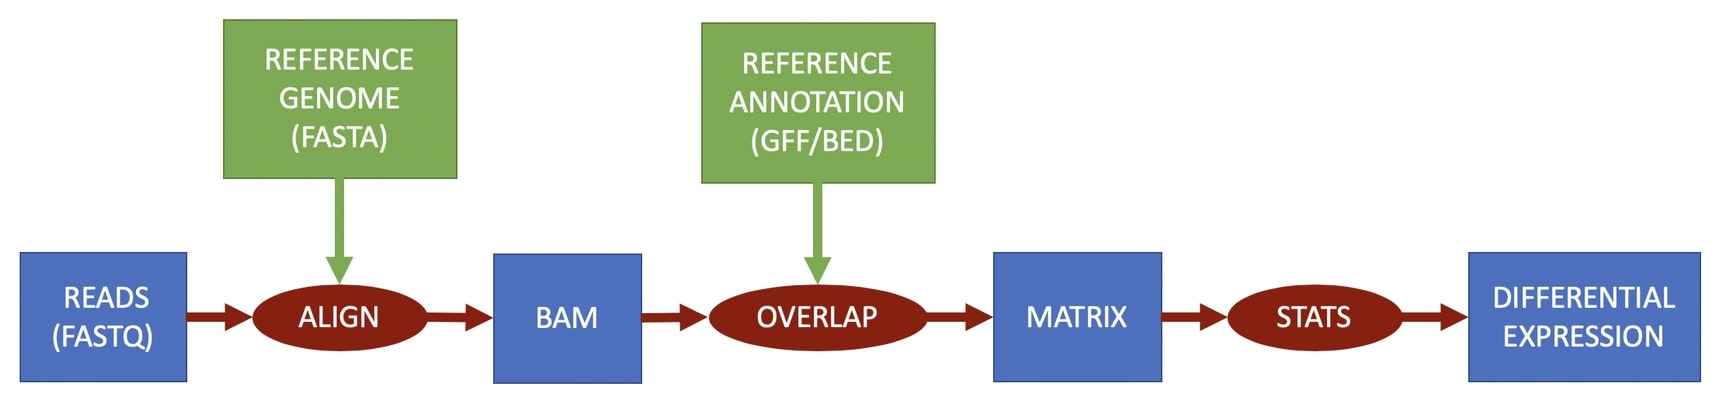 REFERENCE
GENOME
(FASTA)
REFERENCE
ANNOTATION
(GFF/BED)
READS
(FASTQ)
ALIGN
BAM
OVERLAP
MATRIX
STATS
DIFFERENTIAL
EXPRESSION